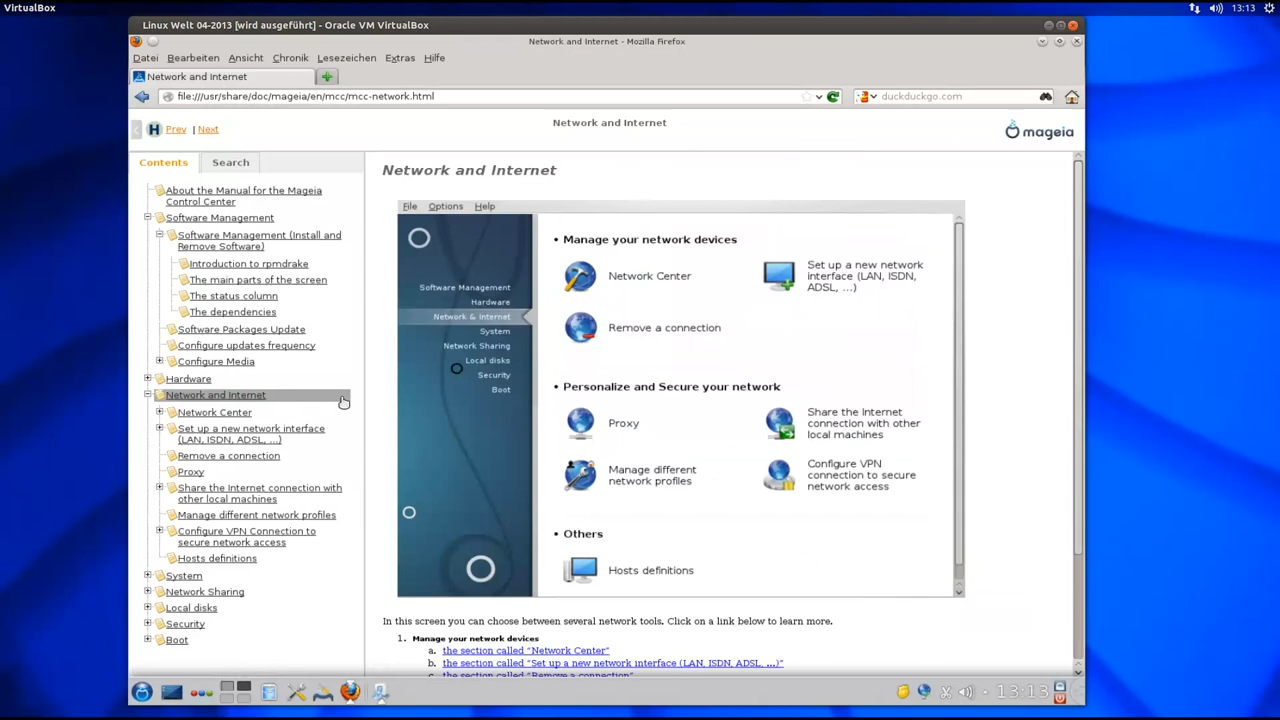 VirtualBox
13:13
Linux Welt 04-2013 [wird ausgeführt] - Oracle VM VirtualBox
Network and Internet - Mozilla Firefox
Datei Bearbeiten Ansicht Chronik Lesezeichen Extras Hilfe
Network and Internet
file:///usr/share/doc/mageia/en/mcc/mcc-network.html
duckduckgo.com
H Prev | Next
Network and Internet
mageia
Contents
Search
About the Manual for the Mageia
Control Center
Software Management
Software Management (Install and
Remove Software)
Introduction to rpmdrake
The main parts of the screen
The status column
The dependencies
Software Packages Update
Configure updates frequency
Configure Media
Hardware
Network and Internet
Network Center
Set up a new network interface
(LAN, ISDN, ADSL, ...)
Remove a connection
Proxy
Share the Internet connection with
other local machines
Manage different network profiles
Configure VPN Connection to
secure network access
Hosts definitions
System
Network Sharing
Local disks
Security
Boot
Network and Internet
File Options Help
Software Management
Hardware
Network & Internet
System
Network Sharing
Local disks
Security
Boot
• Manage your network devices
Network Center
Set up a new network
interface (LAN, ISDN,
ADSL, ...)
Remove a connection
• Personalize and Secure your network
Proxy
Share the Internet
connection with other
local machines
Manage different
network profiles
Configure VPN
connection to secure
network access
• Others
Hosts definitions
In this screen you can choose between several network tools. Click on a link below to learn more.
1. Manage your network devices
a. the section called “Network Center”
b. the section called “Set up a new network interface (LAN, ISDN, ADSL, ...)”
c. the section called “Remove a connection”
13:13